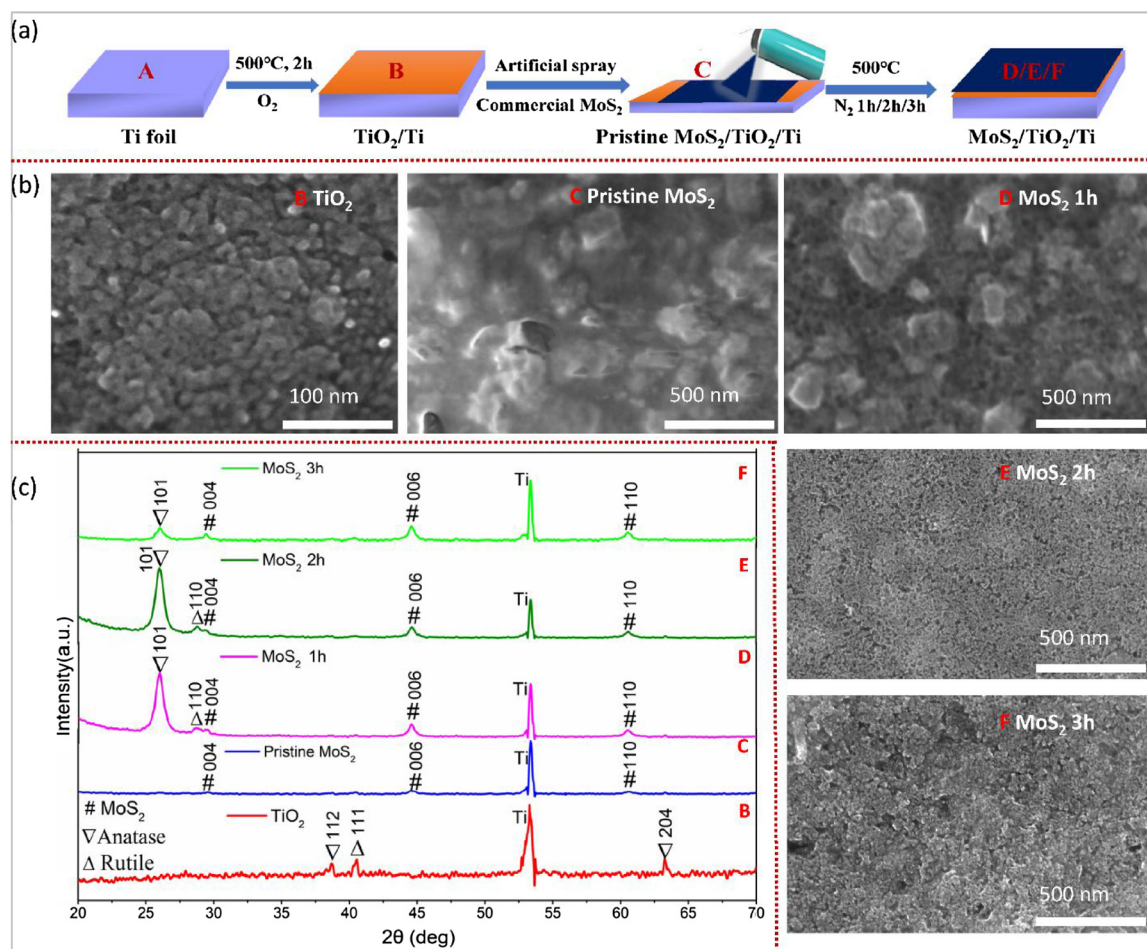 (a)
A
500℃, 2h
O₂
B
Artificial spray
Commercial MoS₂
C
500℃
N₂ 1h/2h/3h
D/E/F
Ti foil
TiO₂/Ti
Pristine MoS₂/TiO₂/Ti
MoS₂/TiO₂/Ti
(b)
B TiO₂
100 nm
C Pristine MoS₂
500 nm
D MoS₂ 1h
500 nm
E MoS₂ 2h
500 nm
F MoS₂ 3h
500 nm
(c)
Intensity(a.u.)
MoS₂ 3h
F
▽101
# 004
# 006
Ti
#110
MoS₂ 2h
E
▽ 101
Δ110
# 004
# 006
Ti
#110
MoS₂ 1h
D
▽101
Δ110
# 004
# 006
Ti
#110
Pristine MoS₂
C
# 004
#006
Ti
#110
# MoS₂
▽Anatase
Δ Rutile
TiO₂
B
▽ 112
Δ 111
Ti
▽ 204
20 25 30 35 40 45 50 55 60 65 70
2θ (deg)